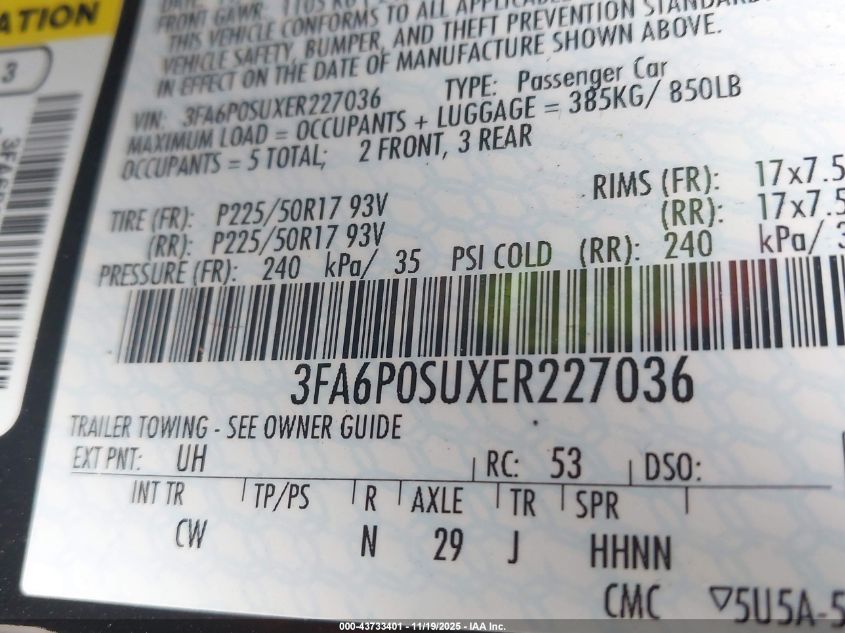 ATION
3
FRONT GAWR:
THIS VEHICLE CONFORMS TO ALL
VEHICLE SAFETY, BUMPER, AND THEFT PREVENTION
IN EFFECT ON THE DATE OF MANUFACTURE SHOWN ABOVE.
VIN: 3FA6P0SUXER227036 TYPE: Passenger Car
MAXIMUM LOAD = OCCUPANTS + LUGGAGE = 385KG/ 850LB
OCCUPANTS = 5 TOTAL; 2 FRONT, 3 REAR
TIRE (FR): P225/50R17 93V RIMS (FR): 17x7.5
(RR): P225/50R17 93V (RR): 17x7.5
PRESSURE (FR): 240 kPa/ 35 PSI COLD (RR): 240 kPa/ 3
3FA6P0SUXER227036
TRAILER TOWING - SEE OWNER GUIDE
EXT PNT: UH RC: 53 DSO:
INT TR TP/PS R AXLE TR SPR
CW N 29 J HHNN
CMC ▽5U5A-5
000-43733401 - 11/19/2025 - IAA Inc.